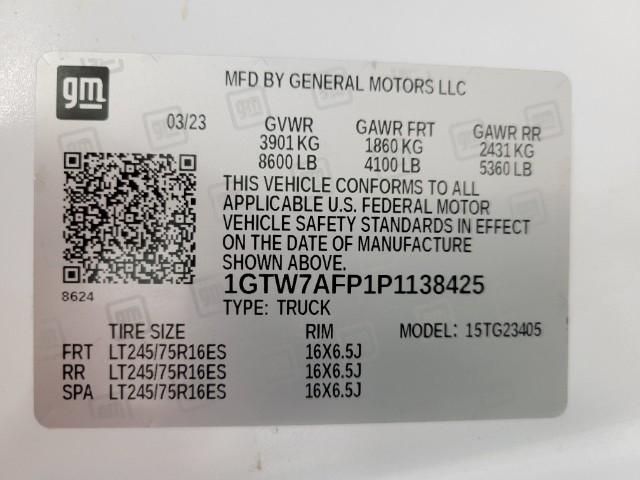 gm
MFD BY GENERAL MOTORS LLC
03/23 GVWR GAWR FRT GAWR RR
3901 KG 1860 KG 2431 KG
8600 LB 4100 LB 5360 LB
THIS VEHICLE CONFORMS TO ALL
APPLICABLE U.S. FEDERAL MOTOR
VEHICLE SAFETY STANDARDS IN EFFECT
ON THE DATE OF MANUFACTURE
SHOWN ABOVE.
8624
1GTW7AFP1P1138425
TYPE: TRUCK
TIRE SIZE RIM MODEL: 15TG23405
FRT LT245/75R16ES 16X6.5J
RR LT245/75R16ES 16X6.5J
SPA LT245/75R16ES 16X6.5J